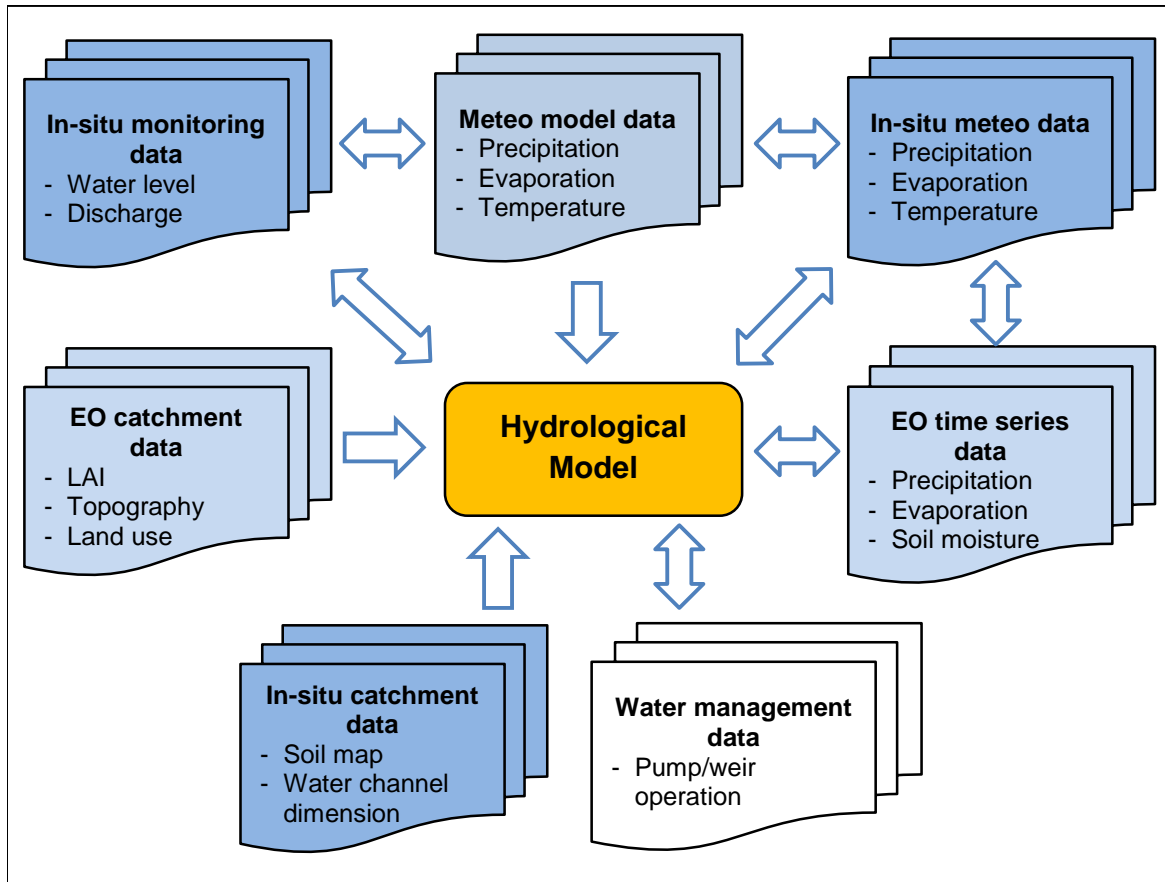 In-situ monitoring
data
- Water level
- Discharge
Meteo model data
- Precipitation
- Evaporation
- Temperature
In-situ meteo data
- Precipitation
- Evaporation
- Temperature
EO catchment
data
- LAI
- Topography
- Land use
Hydrological
Model
EO time series
data
- Precipitation
- Evaporation
- Soil moisture
In-situ catchment
data
- Soil map
- Water channel
dimension
Water management
data
- Pump/weir
operation